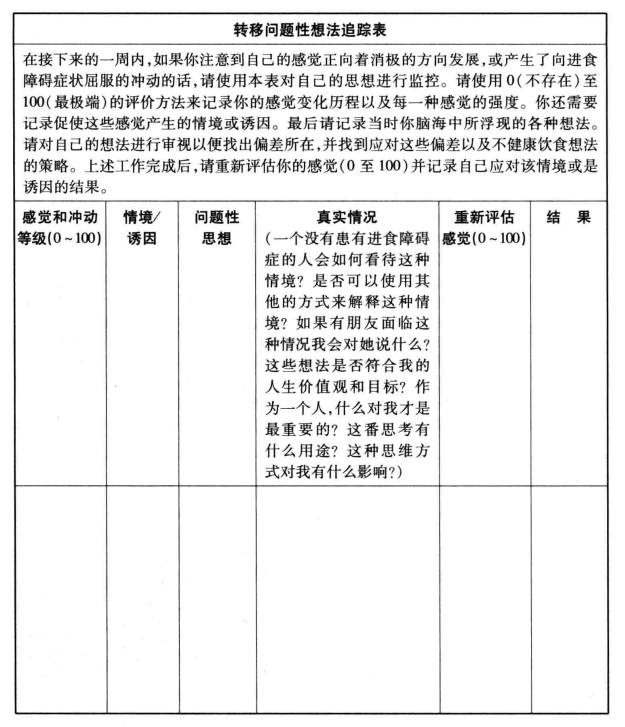 转移问题性想法追踪表
在接下来的一周内,如果你注意到自己的感觉正向着消极的方向发展,或产生了向进食
障碍症状屈服的冲动的话,请使用本表对自己的思想进行监控。请使用0(不存在)至
100(最极端)的评价方法来记录你的感觉变化历程以及每一种感觉的强度。你还需要
记录促使这些感觉产生的情境或诱因。最后请记录当时你脑海中所浮现的各种想法。
请对自己的想法进行审视以便找出偏差所在,并找到应对这些偏差以及不健康饮食想法
的策略。上述工作完成后,请重新评估你的感觉(0至100)并记录自己应对该情境或是
诱因的结果。
感觉和冲动
等级(0~100)
情境/
诱因
问题性
思想
真实情况
(一个没有患有进食障碍
症的人会如何看待这种
情境? 是否可以使用其
他的方式来解释这种情
境? 如果有朋友面临这
种情况我会对她说什么?
这些想法是否符合我的
人生价值观和目标? 作
为一个人,什么对我才是
最重要的? 这番思考有
什么用途? 这种思维方
式对我有什么影响?)
重新评估
感觉(0~100)
结 果